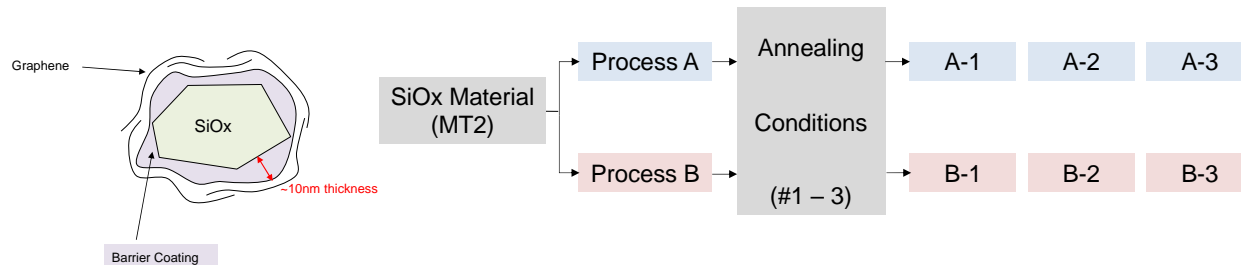 Graphene
SiOx
~10nm thickness
Barrier Coating
SiOx Material
(MT2)
Process A
Process B
Annealing
Conditions
(#1 – 3)
A-1 A-2 A-3
B-1 B-2 B-3